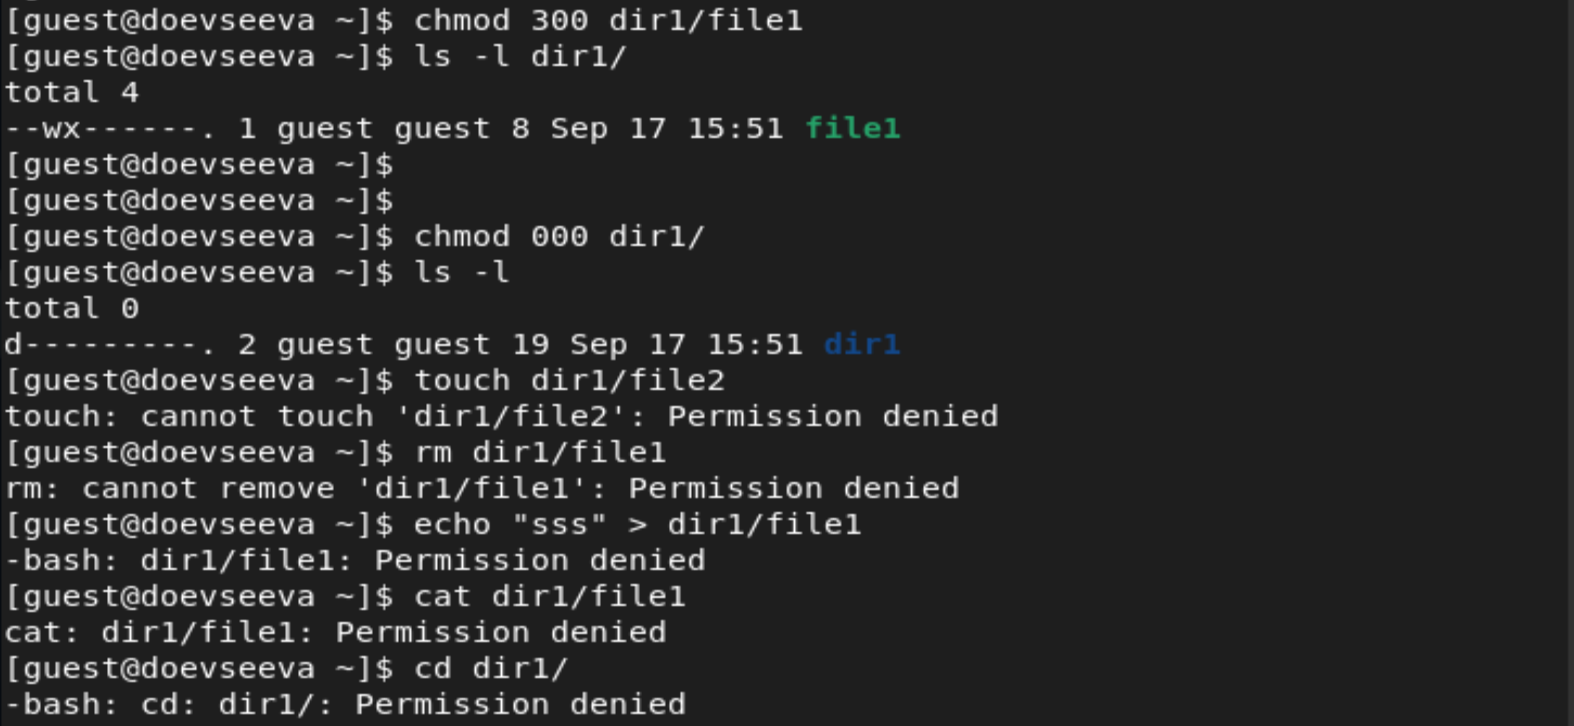 [guest@doevseeva ~]$ chmod 300 dir1/file1
[guest@doevseeva ~]$ ls -l dir1/
total 4
--wx------. 1 guest guest 8 Sep 17 15:51 file1
[guest@doevseeva ~]$
[guest@doevseeva ~]$
[guest@doevseeva ~]$ chmod 000 dir1/
[guest@doevseeva ~]$ ls -l
total 0
d---------. 2 guest guest 19 Sep 17 15:51 dir1
[guest@doevseeva ~]$ touch dir1/file2
touch: cannot touch 'dir1/file2': Permission denied
[guest@doevseeva ~]$ rm dir1/file1
rm: cannot remove 'dir1/file1': Permission denied
[guest@doevseeva ~]$ echo "sss" > dir1/file1
-bash: dir1/file1: Permission denied
[guest@doevseeva ~]$ cat dir1/file1
cat: dir1/file1: Permission denied
[guest@doevseeva ~]$ cd dir1/
-bash: cd: dir1/: Permission denied